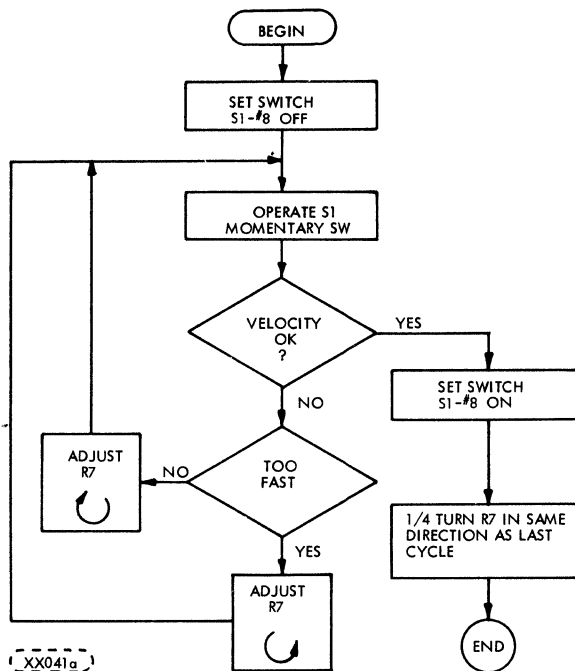 BEGIN
SET SWITCH
S1-#8 OFF
OPERATE S1
MOMENTARY SW
VELOCITY
OK
?
YES
NO
SET SWITCH
S1-#8 ON
TOO
FAST
NO
ADJUST
R7
YES
1/4 TURN R7 IN SAME
DIRECTION AS LAST
CYCLE
ADJUST
R7
END
XX041a